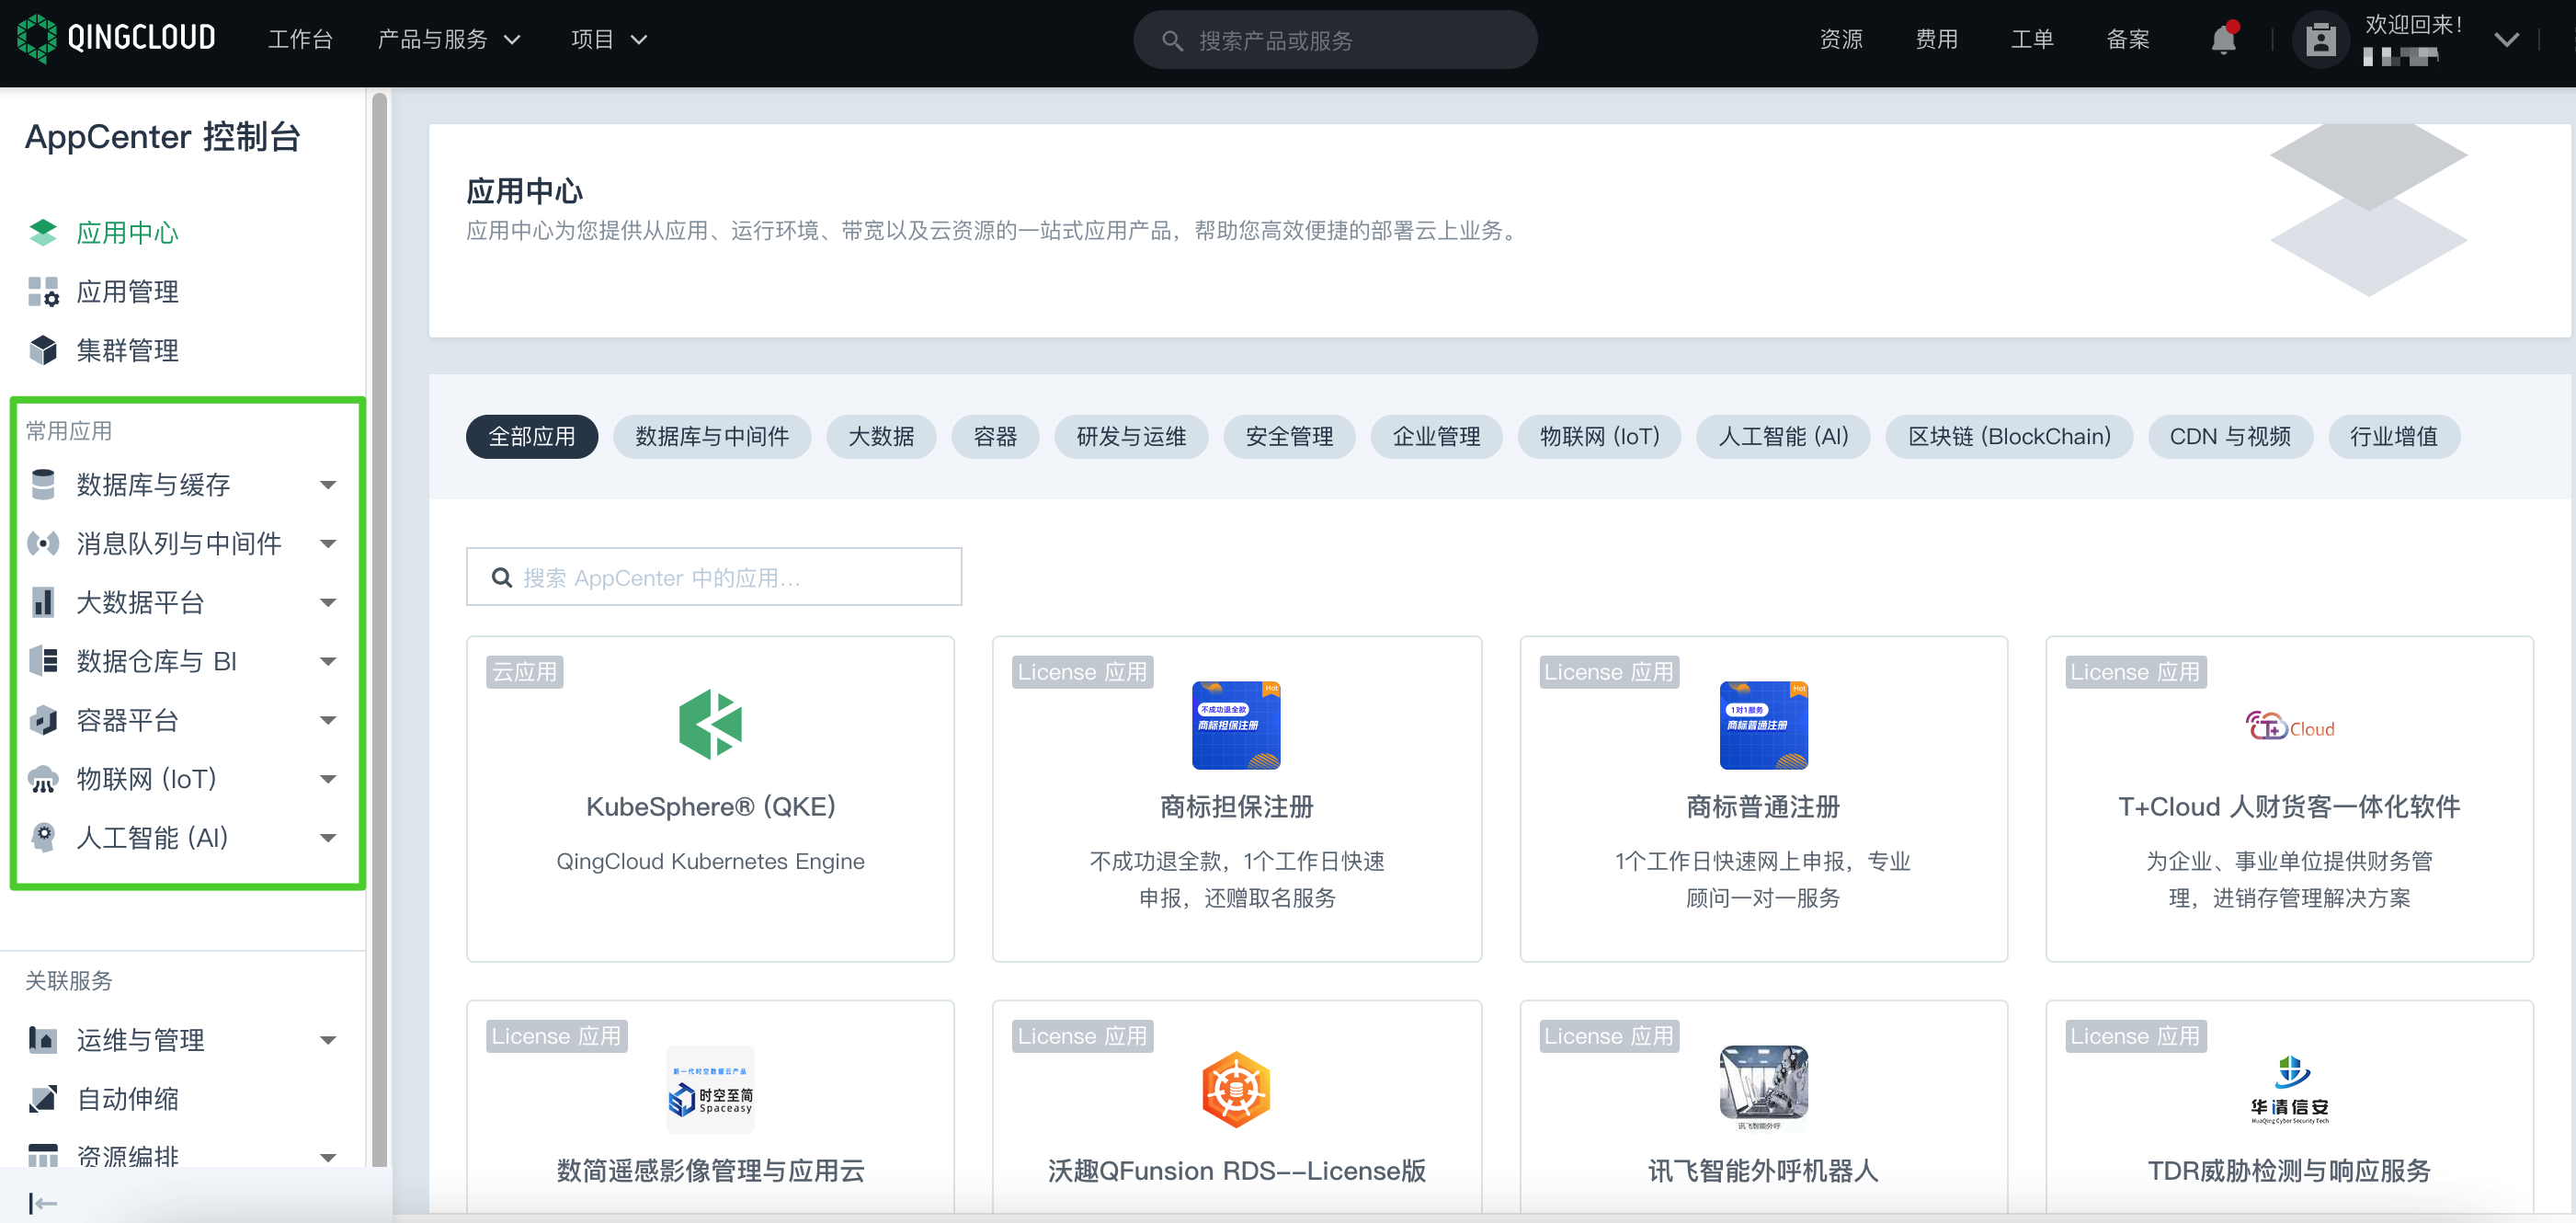 QINGCLOUD
工作台
产品与服务
项目
搜索产品或服务
资源
费用
工单
备案
欢迎回来!
AppCenter 控制台
应用中心
应用管理
集群管理
常用应用
数据库与缓存
消息队列与中间件
大数据平台
数据仓库与 BI
容器平台
物联网 (IoT)
人工智能 (AI)
关联服务
运维与管理
自动伸缩
资源编排
应用中心
应用中心为您提供从应用、运行环境、带宽以及云资源的一站式应用产品，帮助您高效便捷的部署云上业务。
全部应用
数据库与中间件
大数据
容器
研发与运维
安全管理
企业管理
物联网 (IoT)
人工智能 (AI)
区块链 (BlockChain)
CDN 与视频
行业增值
搜索 AppCenter 中的应用...
云应用
KubeSphere® (QKE)
QingCloud Kubernetes Engine
License 应用
Hot
不成功退全款
商标担保注册
商标担保注册
不成功退全款，1个工作日快速
申报，还赠取名服务
License 应用
Hot
1对1服务
商标普通注册
商标普通注册
1个工作日快速网上申报，专业
顾问一对一服务
License 应用
T+Cloud
T+Cloud 人财货客一体化软件
为企业、事业单位提供财务管
理，进销存管理解决方案
License 应用
新一代时空数据云产品
时空至简
Spaceasy
数简遥感影像管理与应用云
License 应用
沃趣QFunsion RDS--License版
License 应用
讯飞智能外呼
讯飞智能外呼机器人
License 应用
华清信安
HuaQing Cyber Security Tech
TDR威胁检测与响应服务